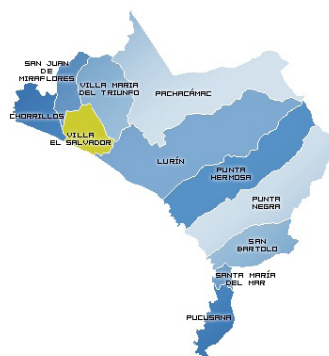 SAN JUAN
DE
MIRAFLORES
VILLA MARIA
DEL TRIUNFO
PACHACÁMAC
CHORRILLOS
VILLA
EL SALVADOR
LURÍN
PUNTA
HERMOSA
PUNTA
NEGRA
SAN
BARTOLO
SANTA MARÍA
DEL MAR
PUCUSANA